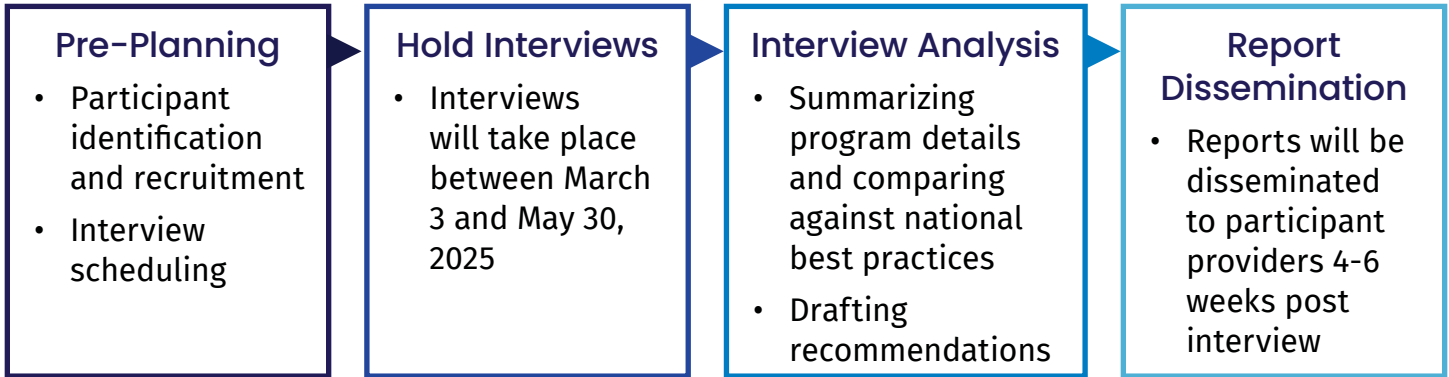 Pre-Planning
• Participant
identification
and recruitment
• Interview
scheduling
Hold Interviews
• Interviews
will take place
between March
3 and May 30,
2025
Interview Analysis
• Summarizing
program details
and comparing
against national
best practices
• Drafting
recommendations
Report
Dissemination
• Reports will be
disseminated
to participant
providers 4-6
weeks post
interview